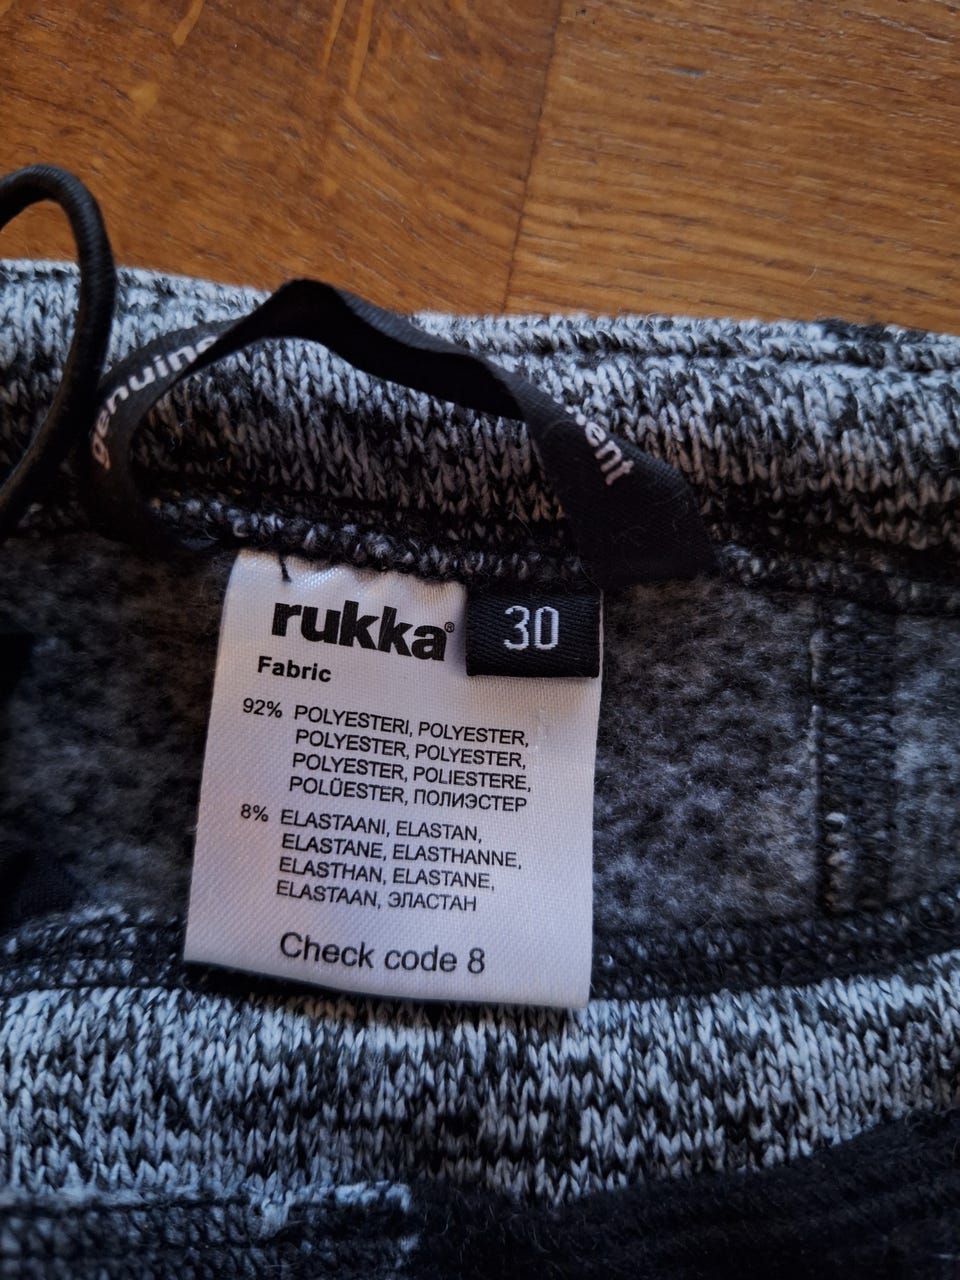 genuine
ent
rukka®
30
Fabric
92% POLYESTERI, POLYESTER,
POLYESTER, POLYESTER,
POLYESTER, POLIESTERE,
POLÜESTER, ПОЛИЭСТЕР
8% ELASTAANI, ELASTAN,
ELASTANE, ELASTHANNE,
ELASTHAN, ELASTANE,
ELASTAAN, ЭЛАСТАН
Check code 8